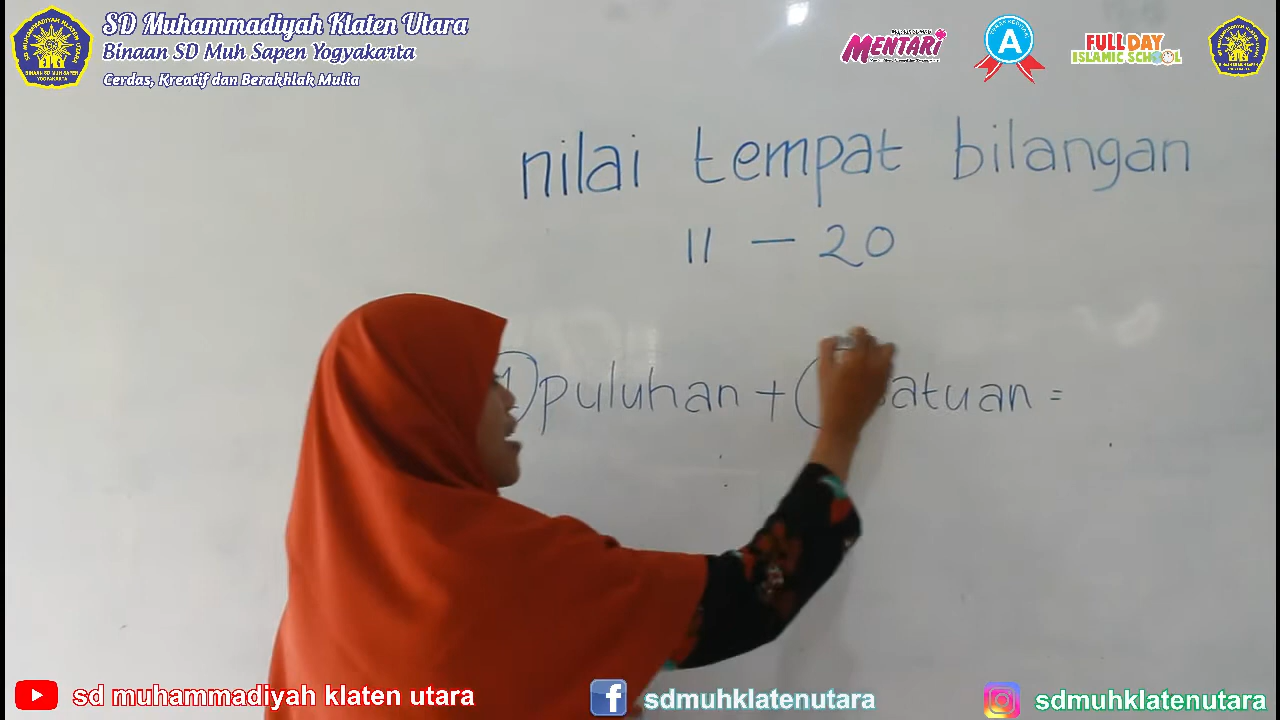 SD Muhammadiyah Klaten Utara
Binaan SD Muh Sapen Yogyakarta
Cerdas, Kreatif dan Berakhlak Mulia
MENTARI
A
FULL DAY
ISLAMIC SCHOOL
nilai tempat bilangan
11 - 20
1 puluhan + satuan =
sd muhammadiyah klaten utara
sdmuhklatenutara
sdmuhklatenutara